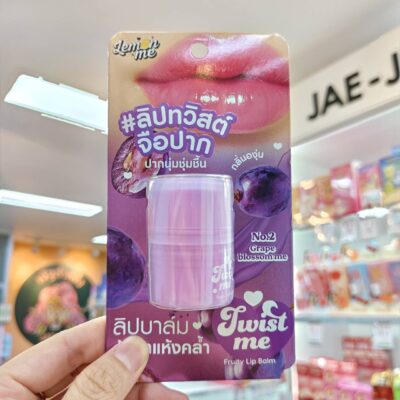 Lemon me
JAE-J
#ลิปทวิสต์
จือปาก
ปากนุ่มชุ่มชื้น
กลิ่นองุ่น
No.2
Grape
blossom me
Twist me
ลิปบาล์ม
แห้งคล้ำ
Twist
me
Fruity Lip Balm